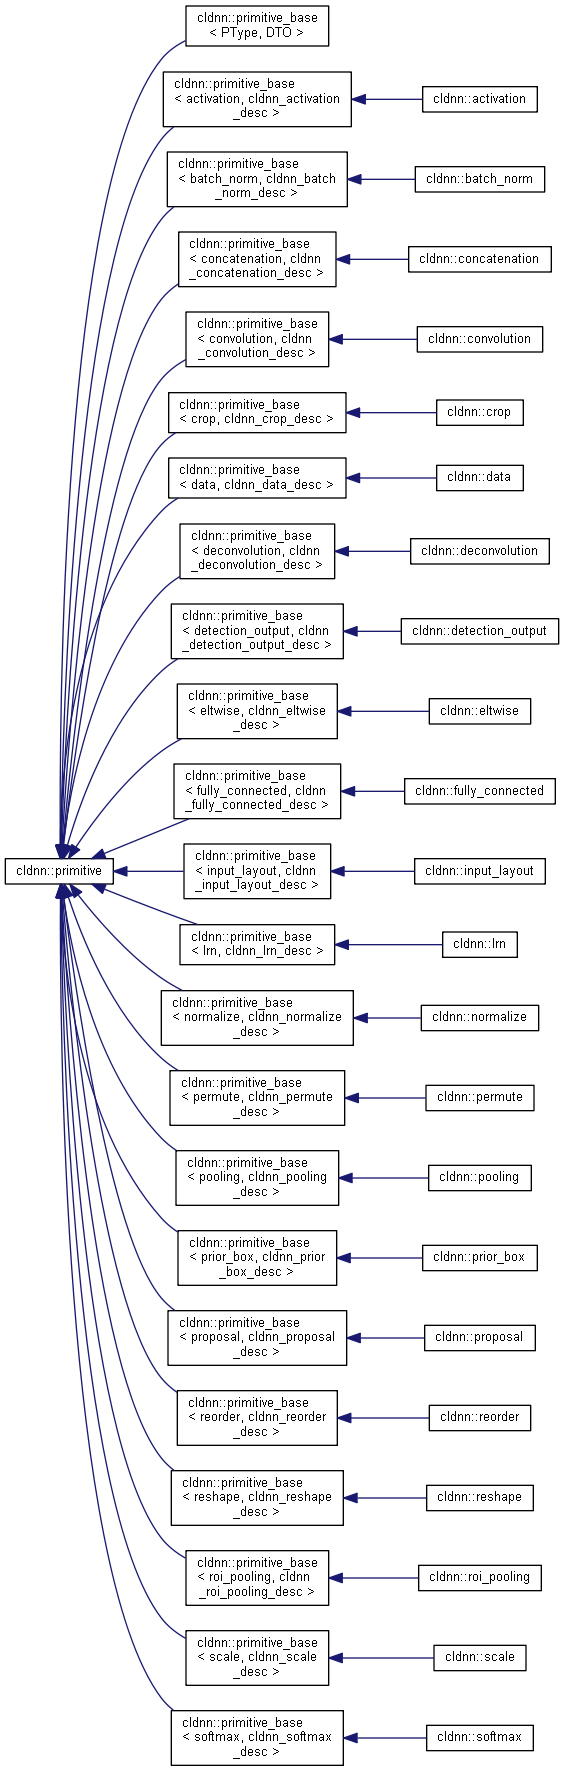 cldnn::primitive_base
< PType, DTO >
cldnn::primitive_base
< activation, cldnn_activation
_desc >
cldnn::activation
cldnn::primitive_base
< batch_norm, cldnn_batch
_norm_desc >
cldnn::batch_norm
cldnn::primitive_base
< concatenation, cldnn
_concatenation_desc >
cldnn::concatenation
cldnn::primitive_base
< convolution, cldnn
_convolution_desc >
cldnn::convolution
cldnn::primitive_base
< crop, cldnn_crop_desc >
cldnn::crop
cldnn::primitive_base
< data, cldnn_data_desc >
cldnn::data
cldnn::primitive_base
< deconvolution, cldnn
_deconvolution_desc >
cldnn::deconvolution
cldnn::primitive_base
< detection_output, cldnn
_detection_output_desc >
cldnn::detection_output
cldnn::primitive_base
< eltwise, cldnn_eltwise
_desc >
cldnn::eltwise
cldnn::primitive_base
< fully_connected, cldnn
_fully_connected_desc >
cldnn::fully_connected
cldnn::primitive
cldnn::primitive_base
< input_layout, cldnn
_input_layout_desc >
cldnn::input_layout
cldnn::primitive_base
< lrn, cldnn_lrn_desc >
cldnn::lrn
cldnn::primitive_base
< normalize, cldnn_normalize
_desc >
cldnn::normalize
cldnn::primitive_base
< permute, cldnn_permute
_desc >
cldnn::permute
cldnn::primitive_base
< pooling, cldnn_pooling
_desc >
cldnn::pooling
cldnn::primitive_base
< prior_box, cldnn_prior
_box_desc >
cldnn::prior_box
cldnn::primitive_base
< proposal, cldnn_proposal
_desc >
cldnn::proposal
cldnn::primitive_base
< reorder, cldnn_reorder
_desc >
cldnn::reorder
cldnn::primitive_base
< reshape, cldnn_reshape
_desc >
cldnn::reshape
cldnn::primitive_base
< roi_pooling, cldnn
_roi_pooling_desc >
cldnn::roi_pooling
cldnn::primitive_base
< scale, cldnn_scale
_desc >
cldnn::scale
cldnn::primitive_base
< softmax, cldnn_softmax
_desc >
cldnn::softmax